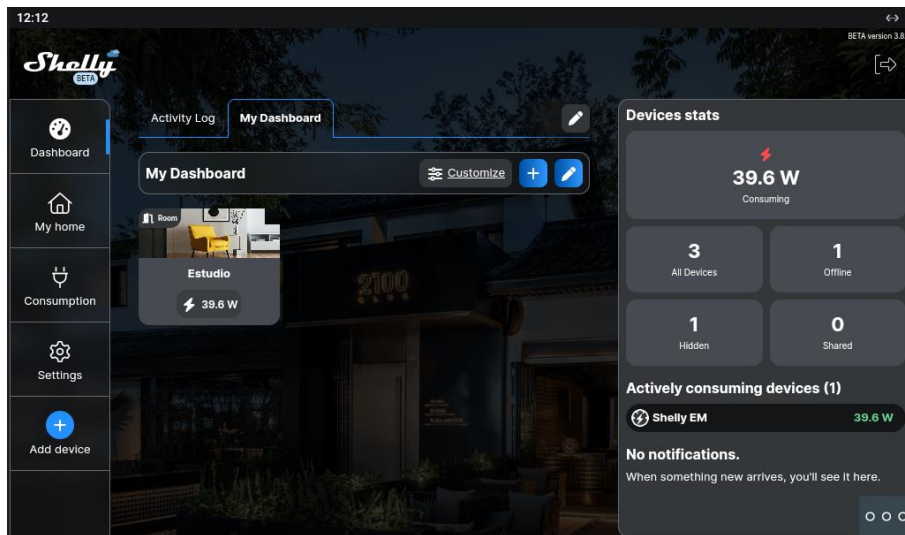 12:12
BETA version 3.8.
Shelly
BETA
Dashboard
My home
Consumption
Settings
Add device
Activity Log
My Dashboard
My Dashboard
Customize
Room
Estudio
39.6 W
2100
Devices stats
39.6 W
Consuming
3
All Devices
1
Offline
1
Hidden
0
Shared
Actively consuming devices (1)
Shelly EM
39.6 W
No notifications.
When something new arrives, you'll see it here.